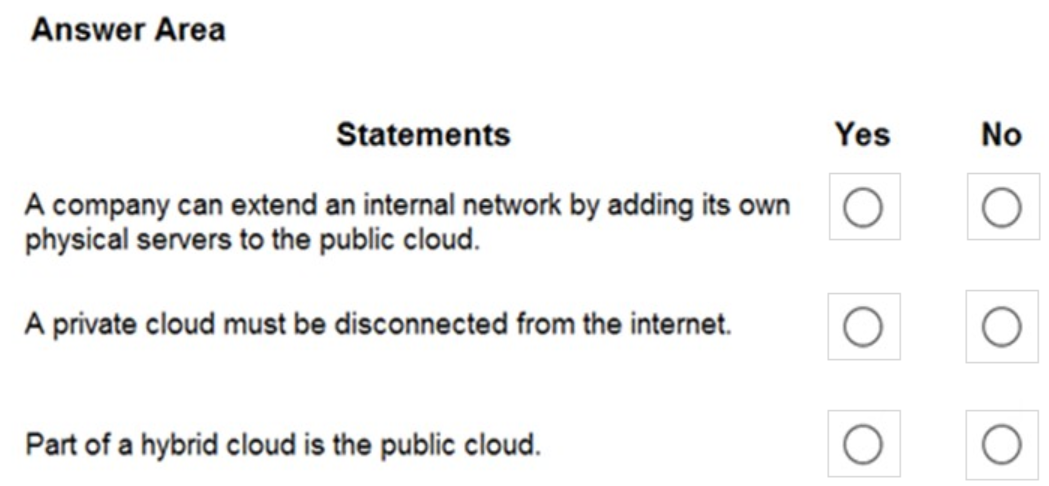 Answer Area
Statements Yes No
A company can extend an internal network by adding its own
physical servers to the public cloud.
A private cloud must be disconnected from the internet.
Part of a hybrid cloud is the public cloud.